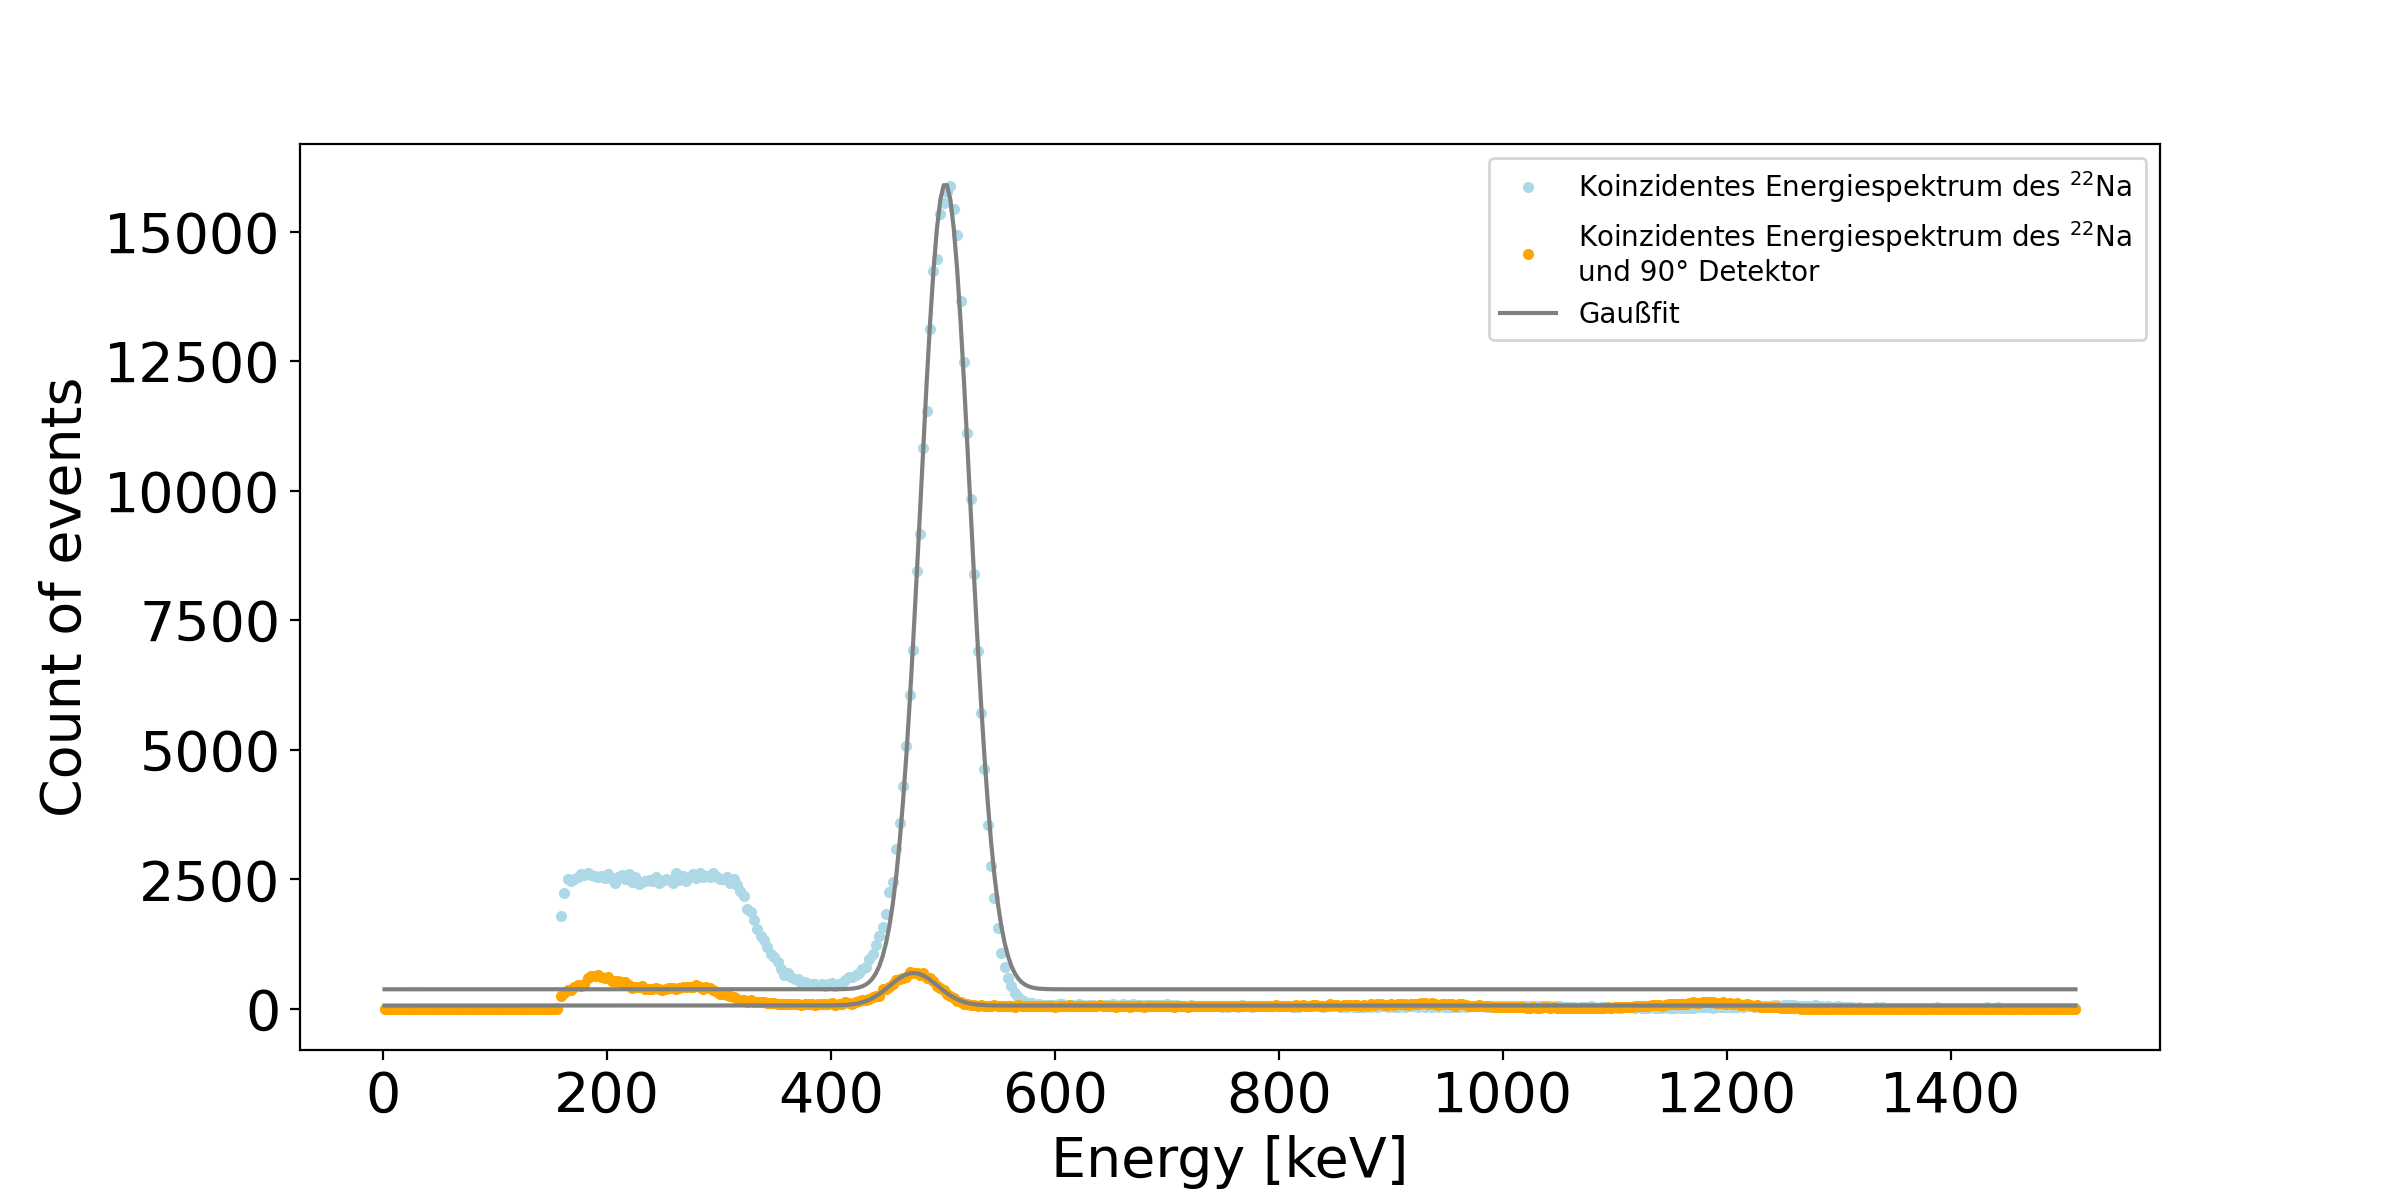 Koinzidentes Energiespektrum des ²²Na
Koinzidentes Energiespektrum des ²²Na
und 90° Detektor
Gaußfit
Count of events
15000
12500
10000
7500
5000
2500
0
0 200 400 600 800 1000 1200 1400
Energy [keV]